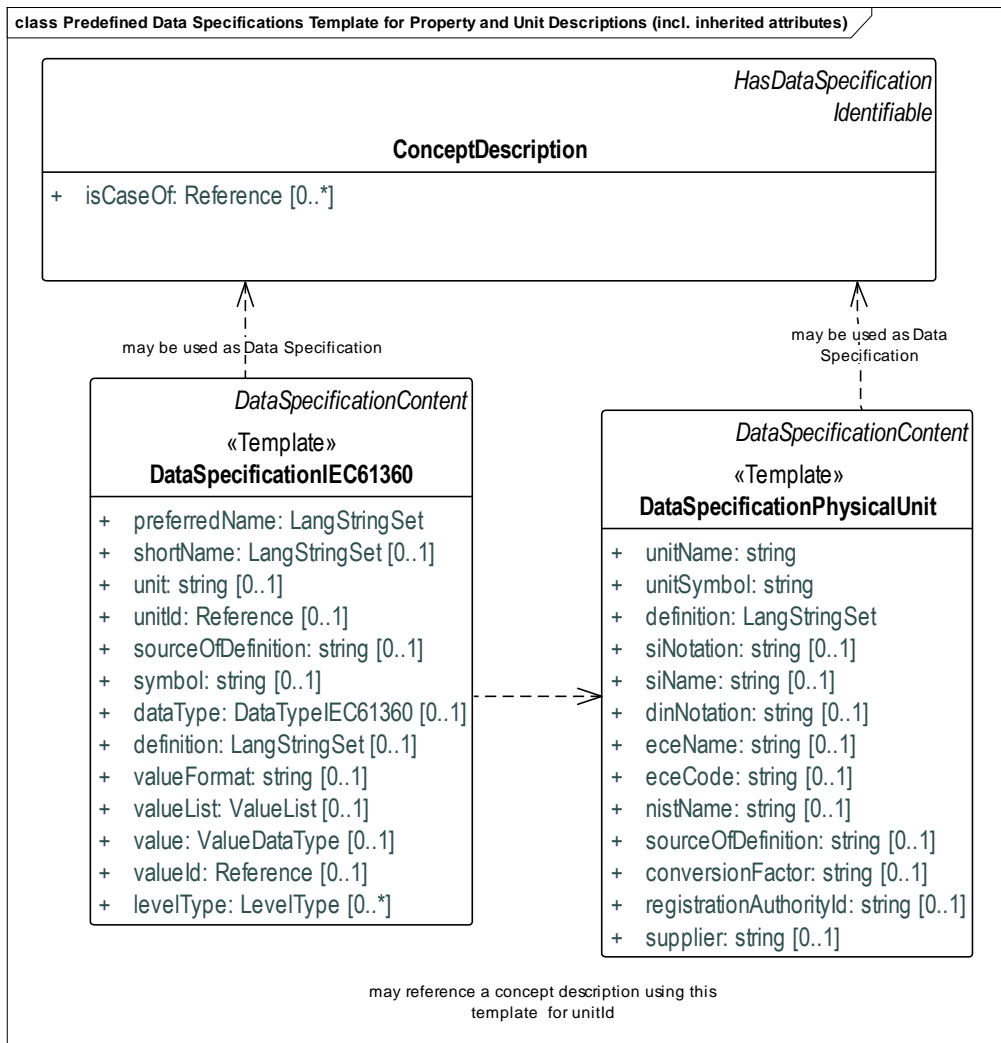 class Predefined Data Specifications Template for Property and Unit Descriptions (incl. inherited attributes)
HasDataSpecification
Identifiable
ConceptDescription
+ isCaseOf: Reference [0..*]
may be used as Data Specification
may be used as Data
Specification
DataSpecificationContent
«Template»
DataSpecificationIEC61360
+ preferredName: LangStringSet
+ shortName: LangStringSet [0..1]
+ unit: string [0..1]
+ unitId: Reference [0..1]
+ sourceOfDefinition: string [0..1]
+ symbol: string [0..1]
+ dataType: DataTypeIEC61360 [0..1]
+ definition: LangStringSet [0..1]
+ valueFormat: string [0..1]
+ valueList: ValueList [0..1]
+ value: ValueDataType [0..1]
+ valueId: Reference [0..1]
+ levelType: LevelType [0..*]
DataSpecificationContent
«Template»
DataSpecificationPhysicalUnit
+ unitName: string
+ unitSymbol: string
+ definition: LangStringSet
+ siNotation: string [0..1]
+ siName: string [0..1]
+ dinNotation: string [0..1]
+ eceName: string [0..1]
+ eceCode: string [0..1]
+ nistName: string [0..1]
+ sourceOfDefinition: string [0..1]
+ conversionFactor: string [0..1]
+ registrationAuthorityId: string [0..1]
+ supplier: string [0..1]
may reference a concept description using this
template for unitId